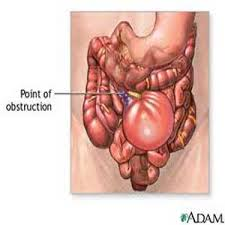 Point of
obstruction
ADAM.